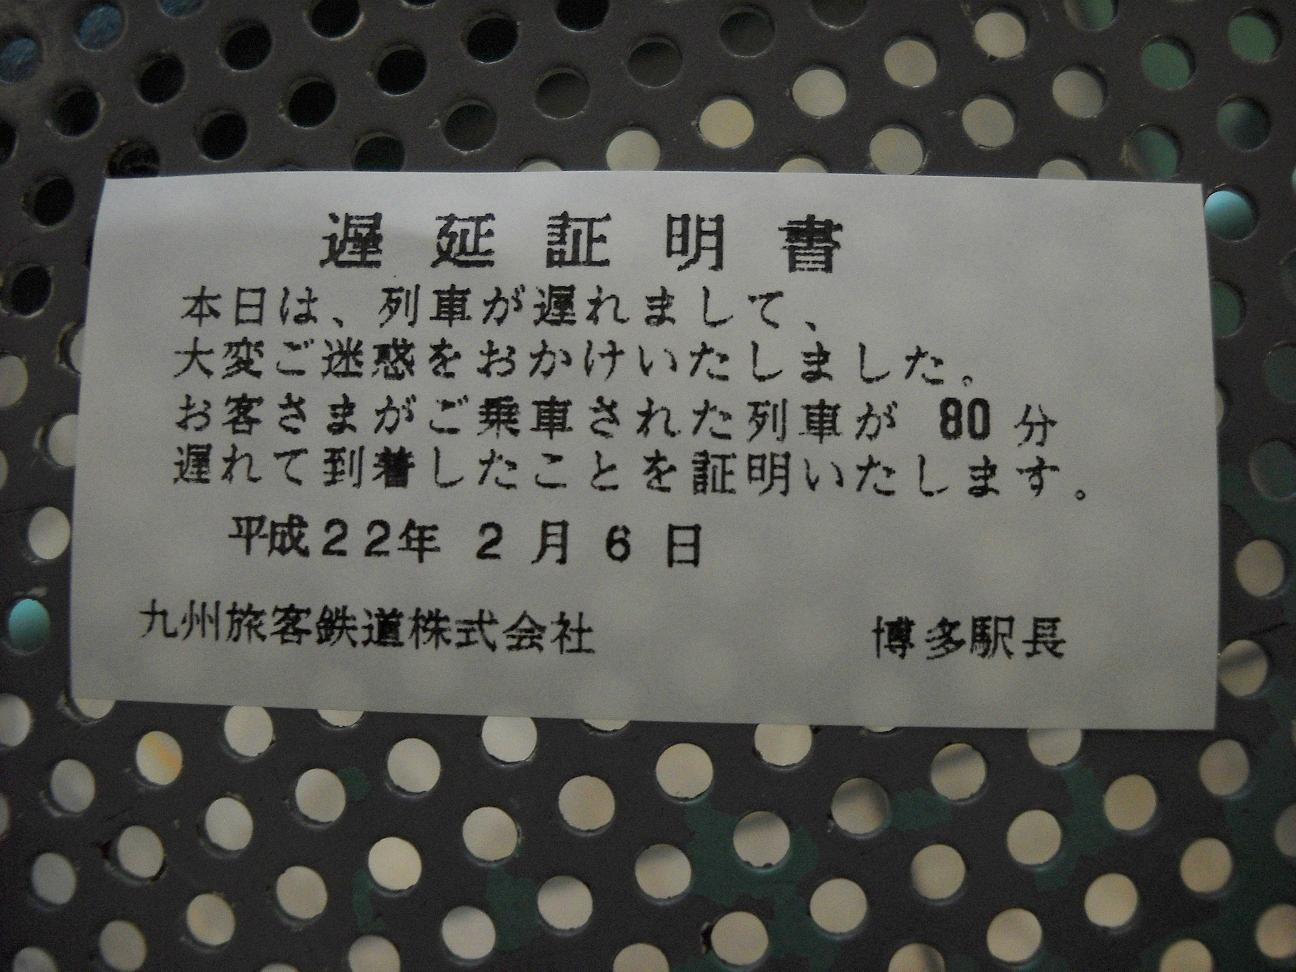 遅延証明書
本日は、列車が遅れまして、
大変ご迷惑をおかけいたしました。
お客さまがご乗車された列車が 80 分
遅れて到着したことを証明いたします。
平成22年 2 月 6 日
九州旅客鉄道株式会社 博多駅長